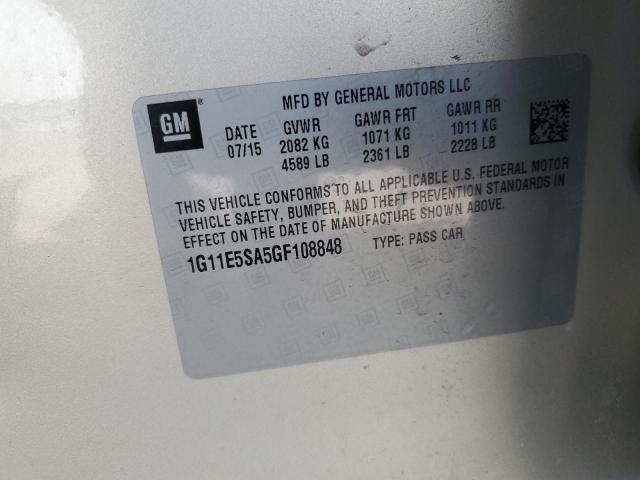 MFD BY GENERAL MOTORS LLC
GM ®
DATE GVWR GAWR FRT GAWR RR
07/15 2082 KG 1071 KG 1011 KG
4589 LB 2361 LB 2228 LB
THIS VEHICLE CONFORMS TO ALL APPLICABLE U.S. FEDERAL MOTOR
VEHICLE SAFETY, BUMPER, AND THEFT PREVENTION STANDARDS IN
EFFECT ON THE DATE OF MANUFACTURE SHOWN ABOVE.
1G11E5SA5GF108848 TYPE: PASS CAR